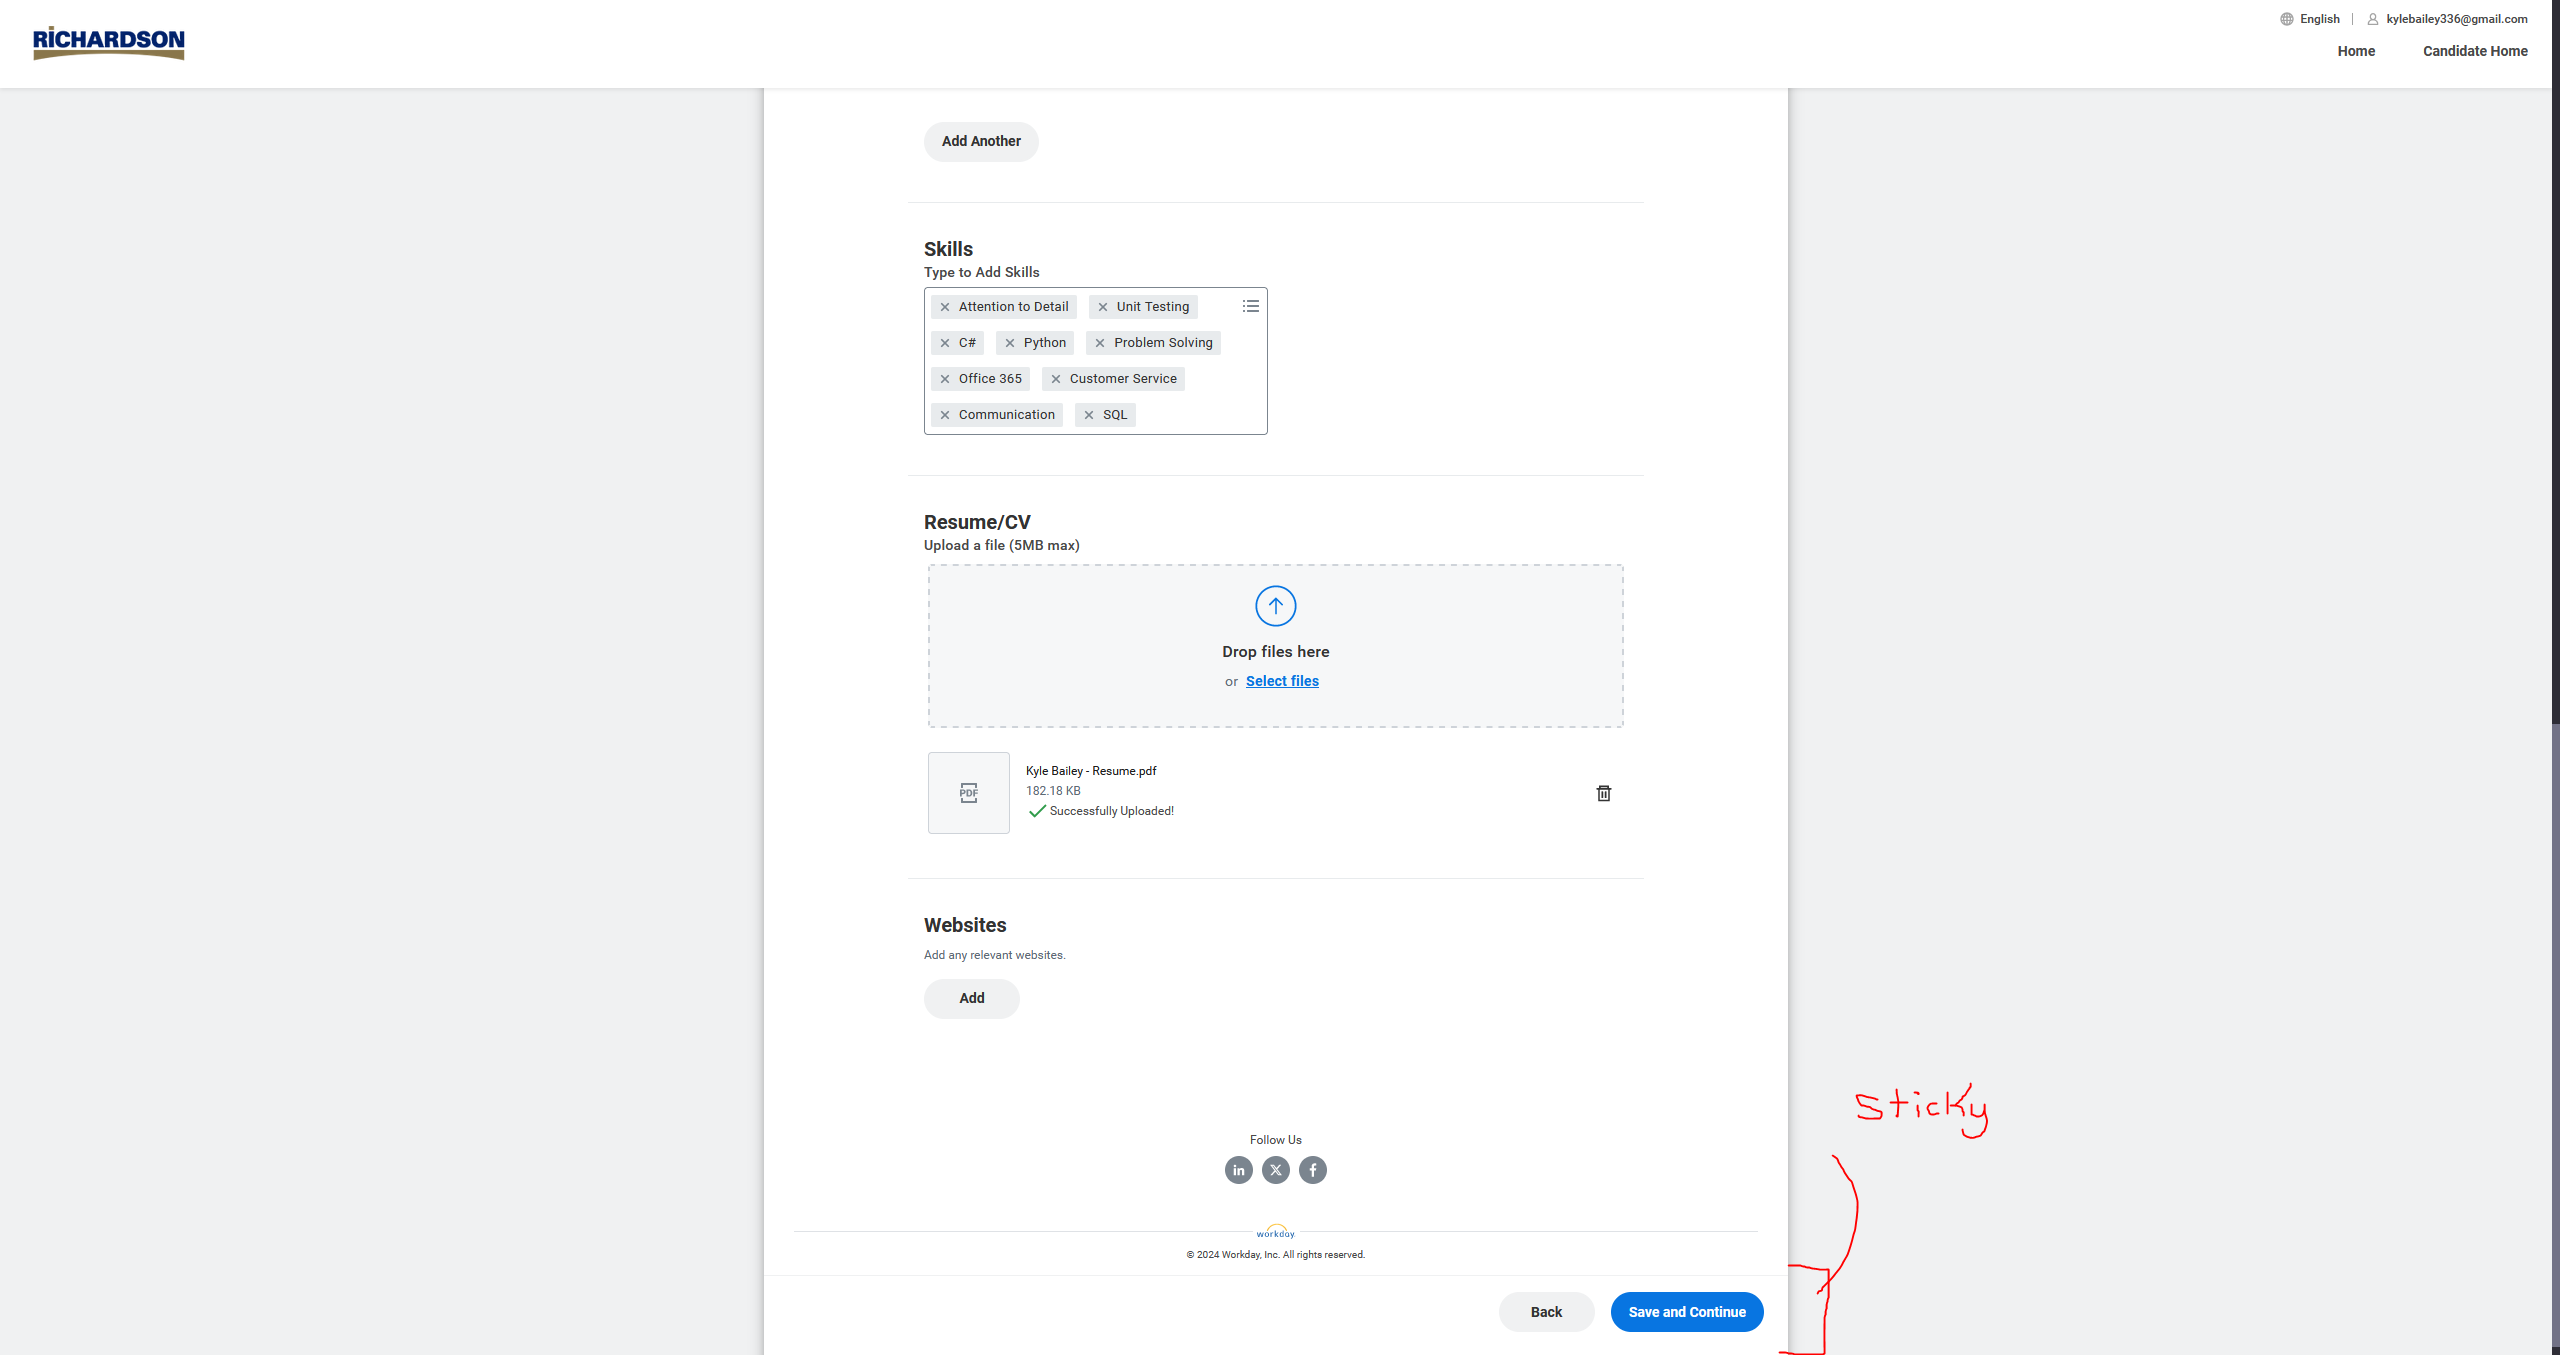 RICHARDSON
English
kylebailey336@gmail.com
Home
Candidate Home
Add Another
Skills
Type to Add Skills
Attention to Detail
Unit Testing
C#
Python
Problem Solving
Office 365
Customer Service
Communication
SQL
Resume/CV
Upload a file (5MB max)
Drop files here
or Select files
PDF
Kyle Bailey - Resume.pdf
182.18 KB
Successfully Uploaded!
Websites
Add any relevant websites.
Add
sticky
Follow Us
in X f
workday
© 2024 Workday, Inc. All rights reserved.
Back
Save and Continue